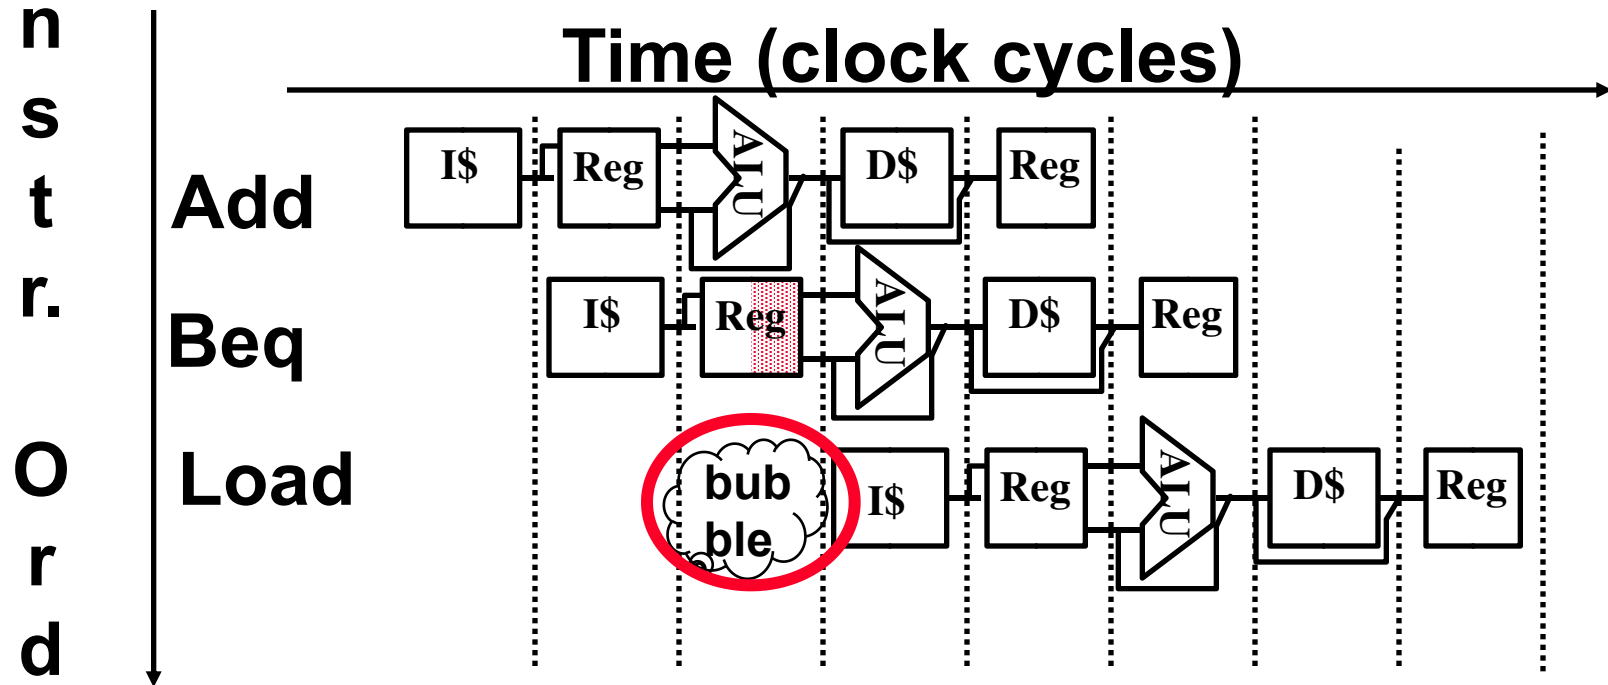 Time (clock cycles)
n
s
t
r.
O
r
d
Add
I$ Reg ALU D$ Reg
Beq
I$ Reg ALU D$ Reg
Load
bub
ble
I$ Reg ALU D$ Reg